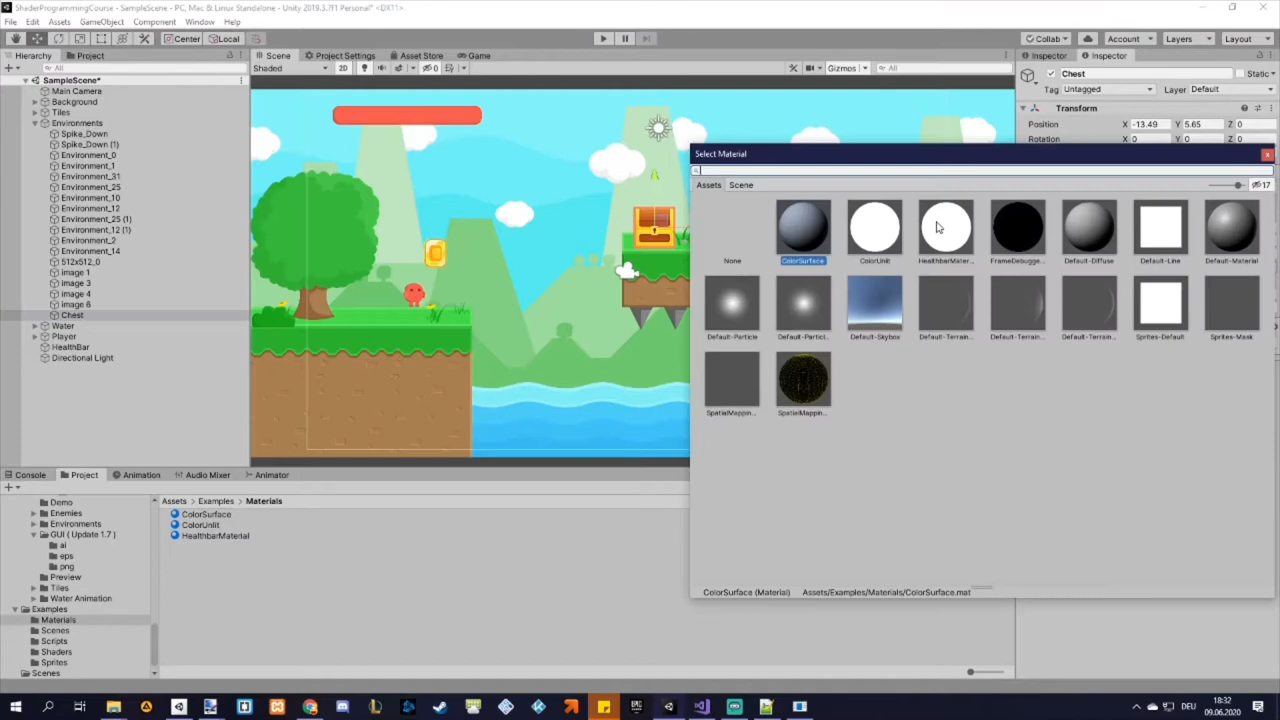 ShaderProgrammingCourse - SampleScene - PC, Mac & Linux Standalone - Unity 2019.3.7f1 Personal* <DX11>
File Edit Assets GameObject Component Window Help
Center Local Collab Account Layers Layout
Hierarchy Project Scene Project Settings Asset Store Game Inspector Inspector
All Shaded 2D 0 Gizmos All Chest Static
Tag Untagged Layer Default
Transform
Position X -13.49 Y 5.65 Z 0
Rotation X 0 Y 0 Z 0
SampleScene*
Main Camera
Background
Tiles
Environments
Spike_Down
Spike_Down (1)
Environment_0
Environment_1
Environment_31
Environment_25
Environment_10
Environment_12
Environment_25 (1)
Environment_12 (1)
Environment_2
Environment_14
512x512_0
image 1
image 3
image 4
image 6
Chest
Water
Player
HealthBar
Directional Light
Select Material
Assets Scene 17
None ColorSurface ColorUnlit HealthbarMater... FrameDebugge... Default-Diffuse Default-Line Default-Material
Default-Particle Default-Particl... Default-Skybox Default-Terrain... Default-Terrain... Default-Terrain... Sprites-Default Sprites-Mask
SpatialMappin... SpatialMappin...
ColorSurface (Material) Assets/Examples/Materials/ColorSurface.mat
Console Project Animation Audio Mixer Animator
Demo
Enemies
Environments
GUI ( Update 1.7 )
ai
eps
png
Preview
Tiles
Water Animation
Examples
Materials
Scenes
Scripts
Shaders
Sprites
Scenes
Assets > Examples > Materials
ColorSurface
ColorUnlit
HealthbarMaterial
DEU
18:32
09.06.2020